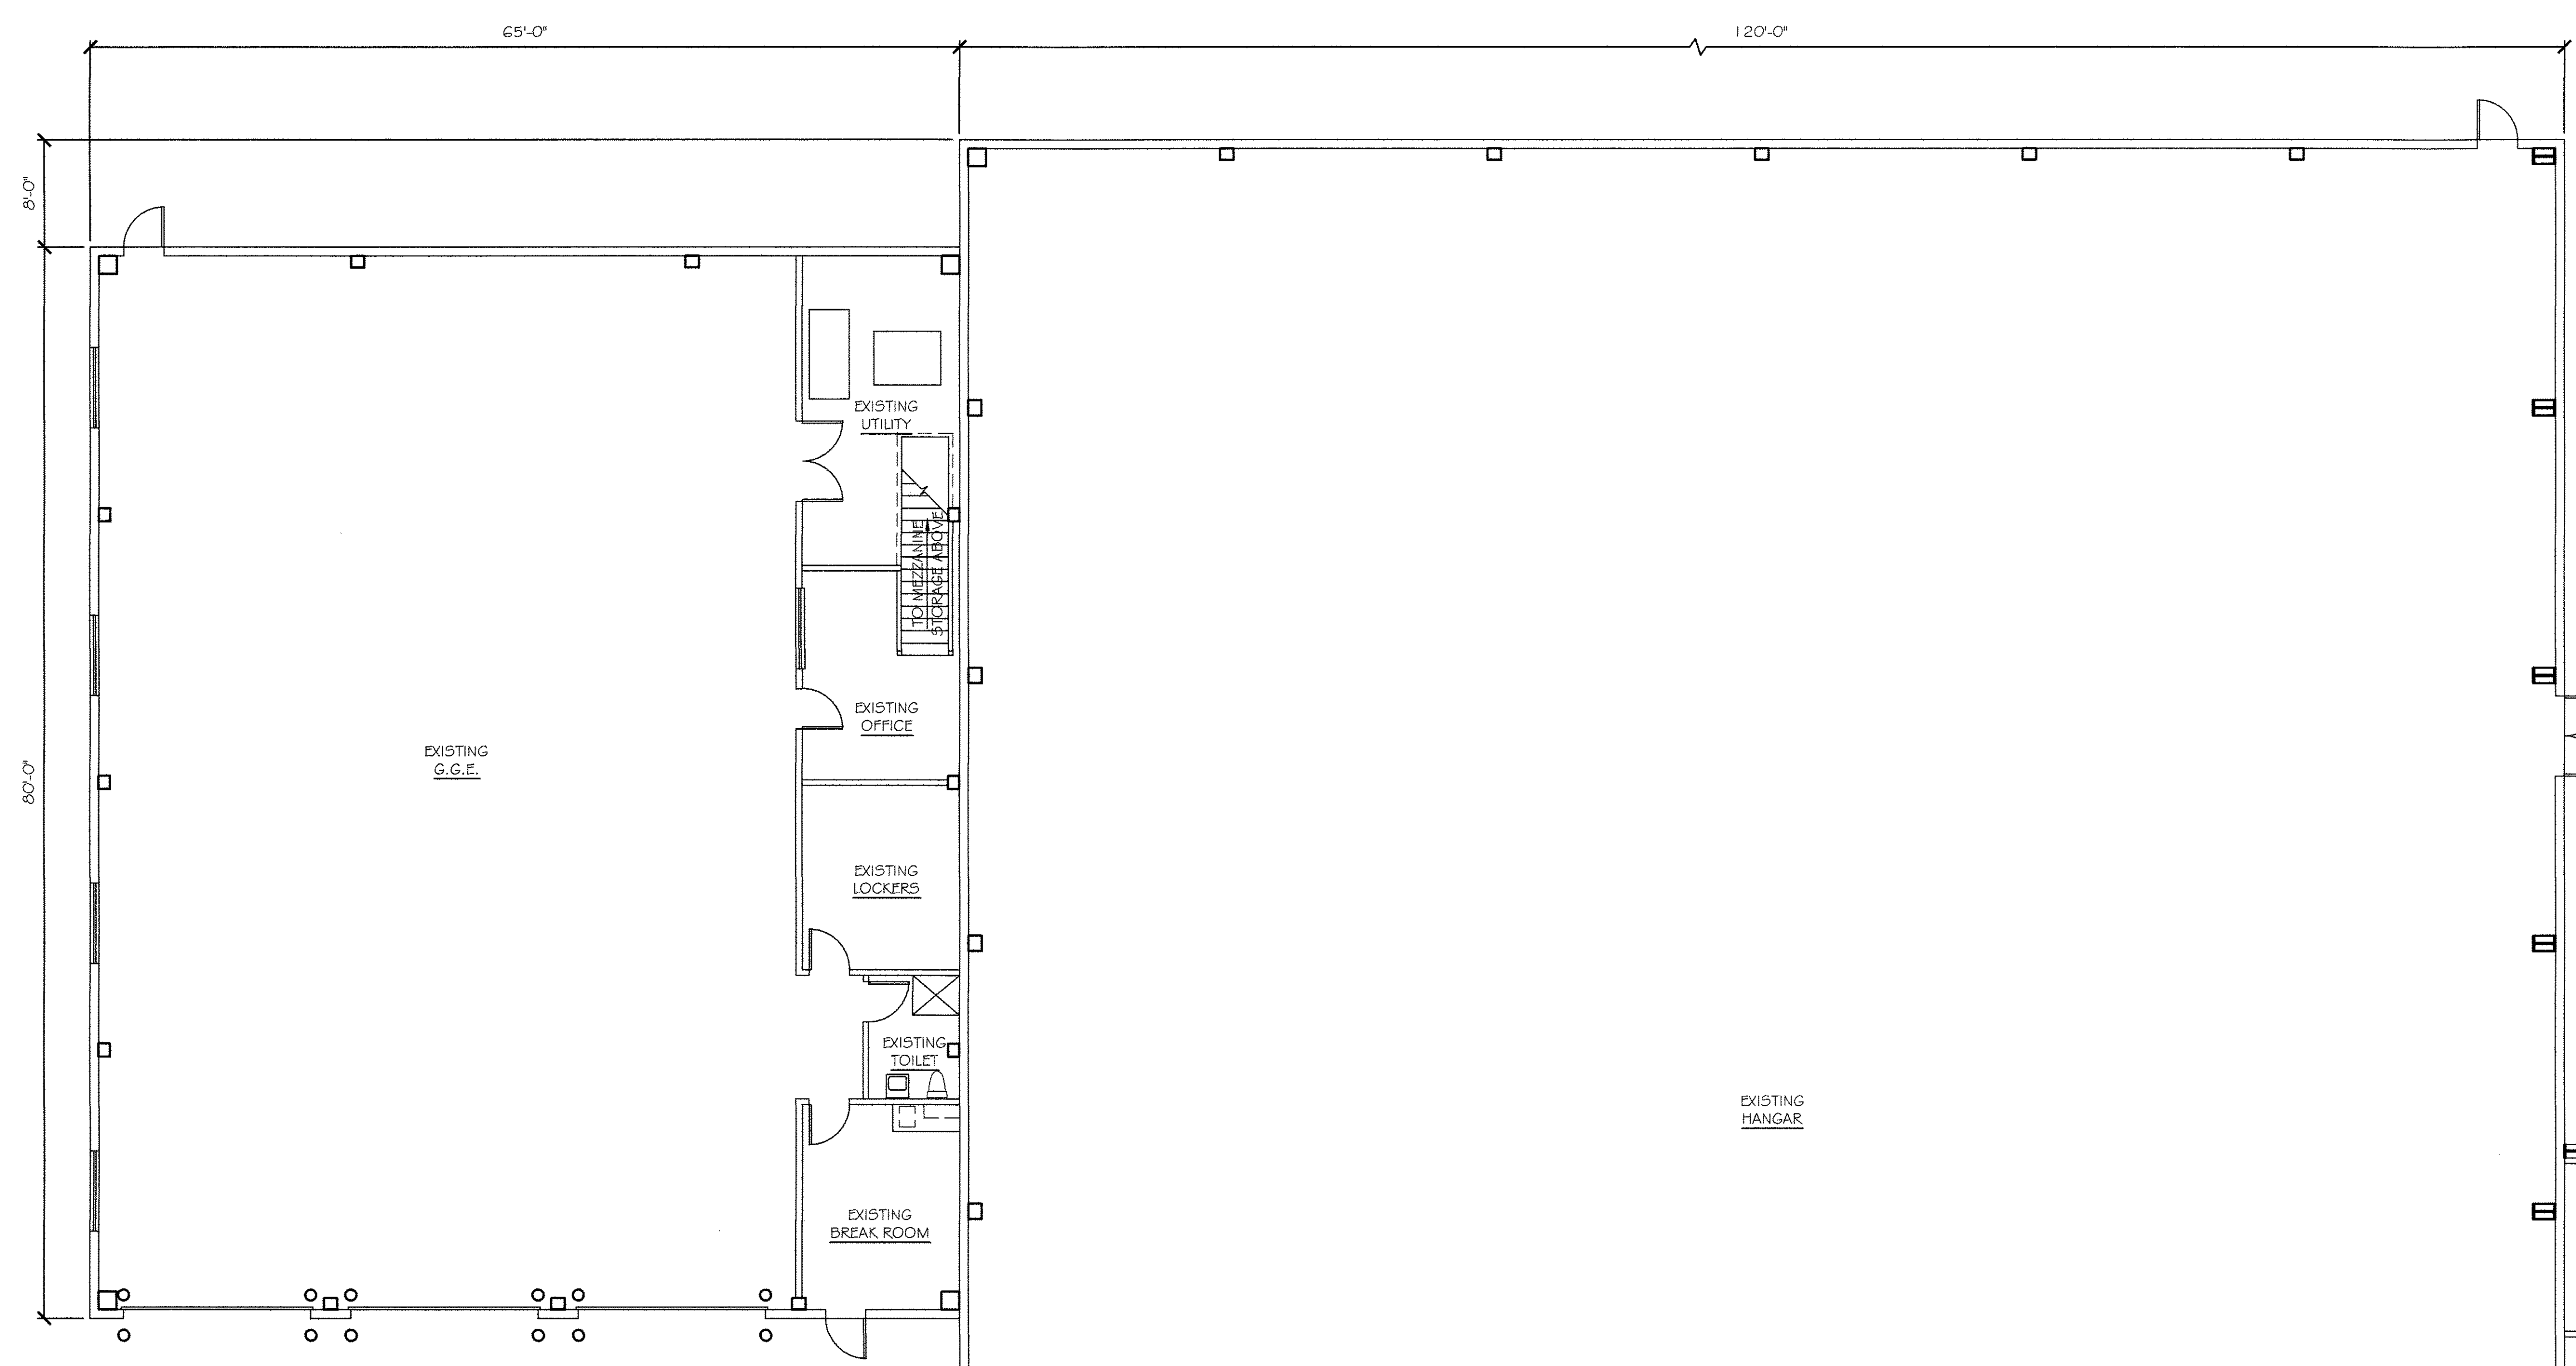 65'-0"
120'-0"
8'-0"
80'-0"
EXISTING
UTILITY
TO MEZZANINE
STORAGE ABOVE
EXISTING
OFFICE
EXISTING
G.G.E.
EXISTING
LOCKERS
EXISTING
TOILET
EXISTING
HANGAR
EXISTING
BREAK ROOM